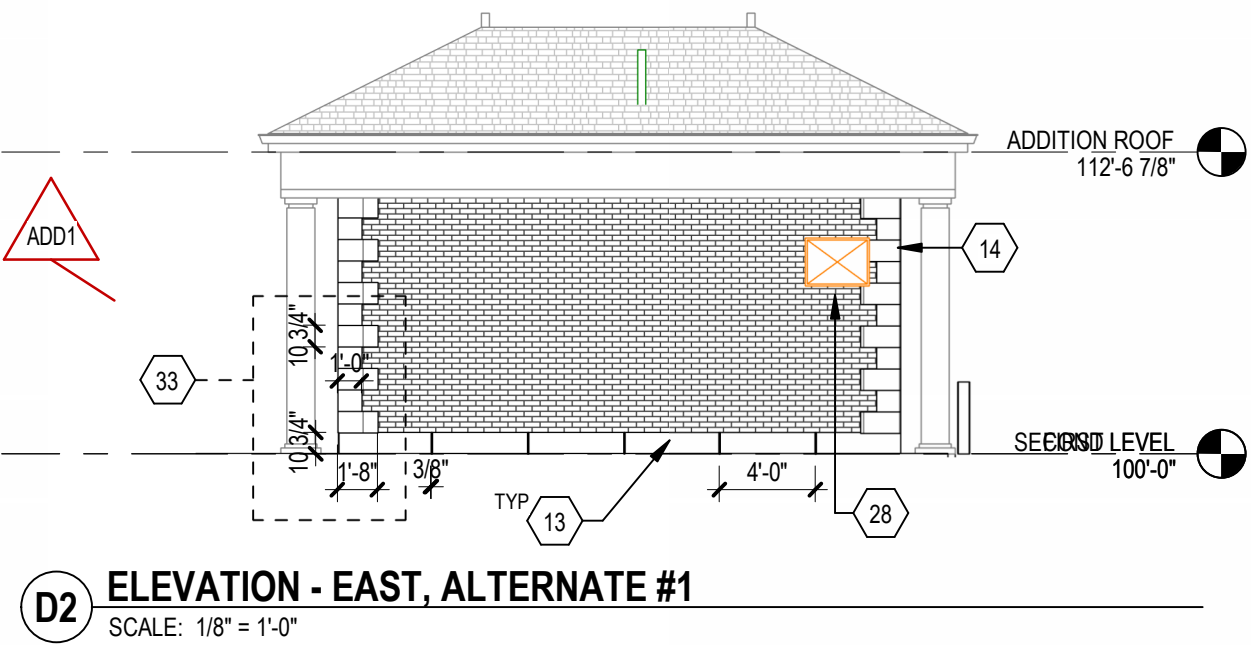 ADDITION ROOF
112'-6 7/8"
ADD1
14
10 3/4"
1'-0"
33
10 3/4"
LEVEL
100'-0"
1'-8"
3/8"
4'-0"
TYP
13
28
D2
ELEVATION - EAST, ALTERNATE #1
SCALE: 1/8" = 1'-0"